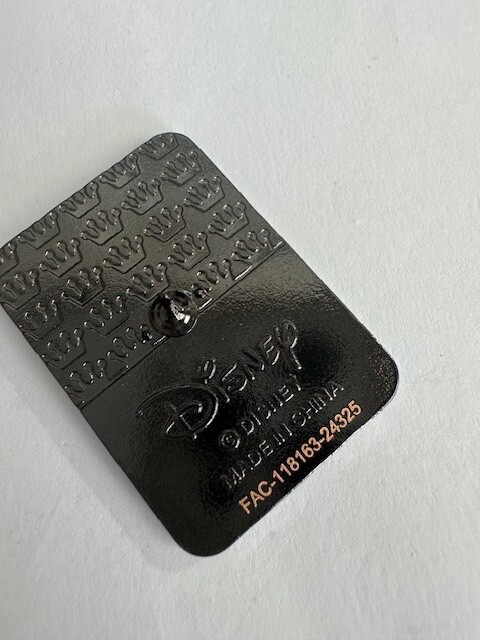 Disney
© DISNEY
MADE IN CHINA
FAC-118163-24325